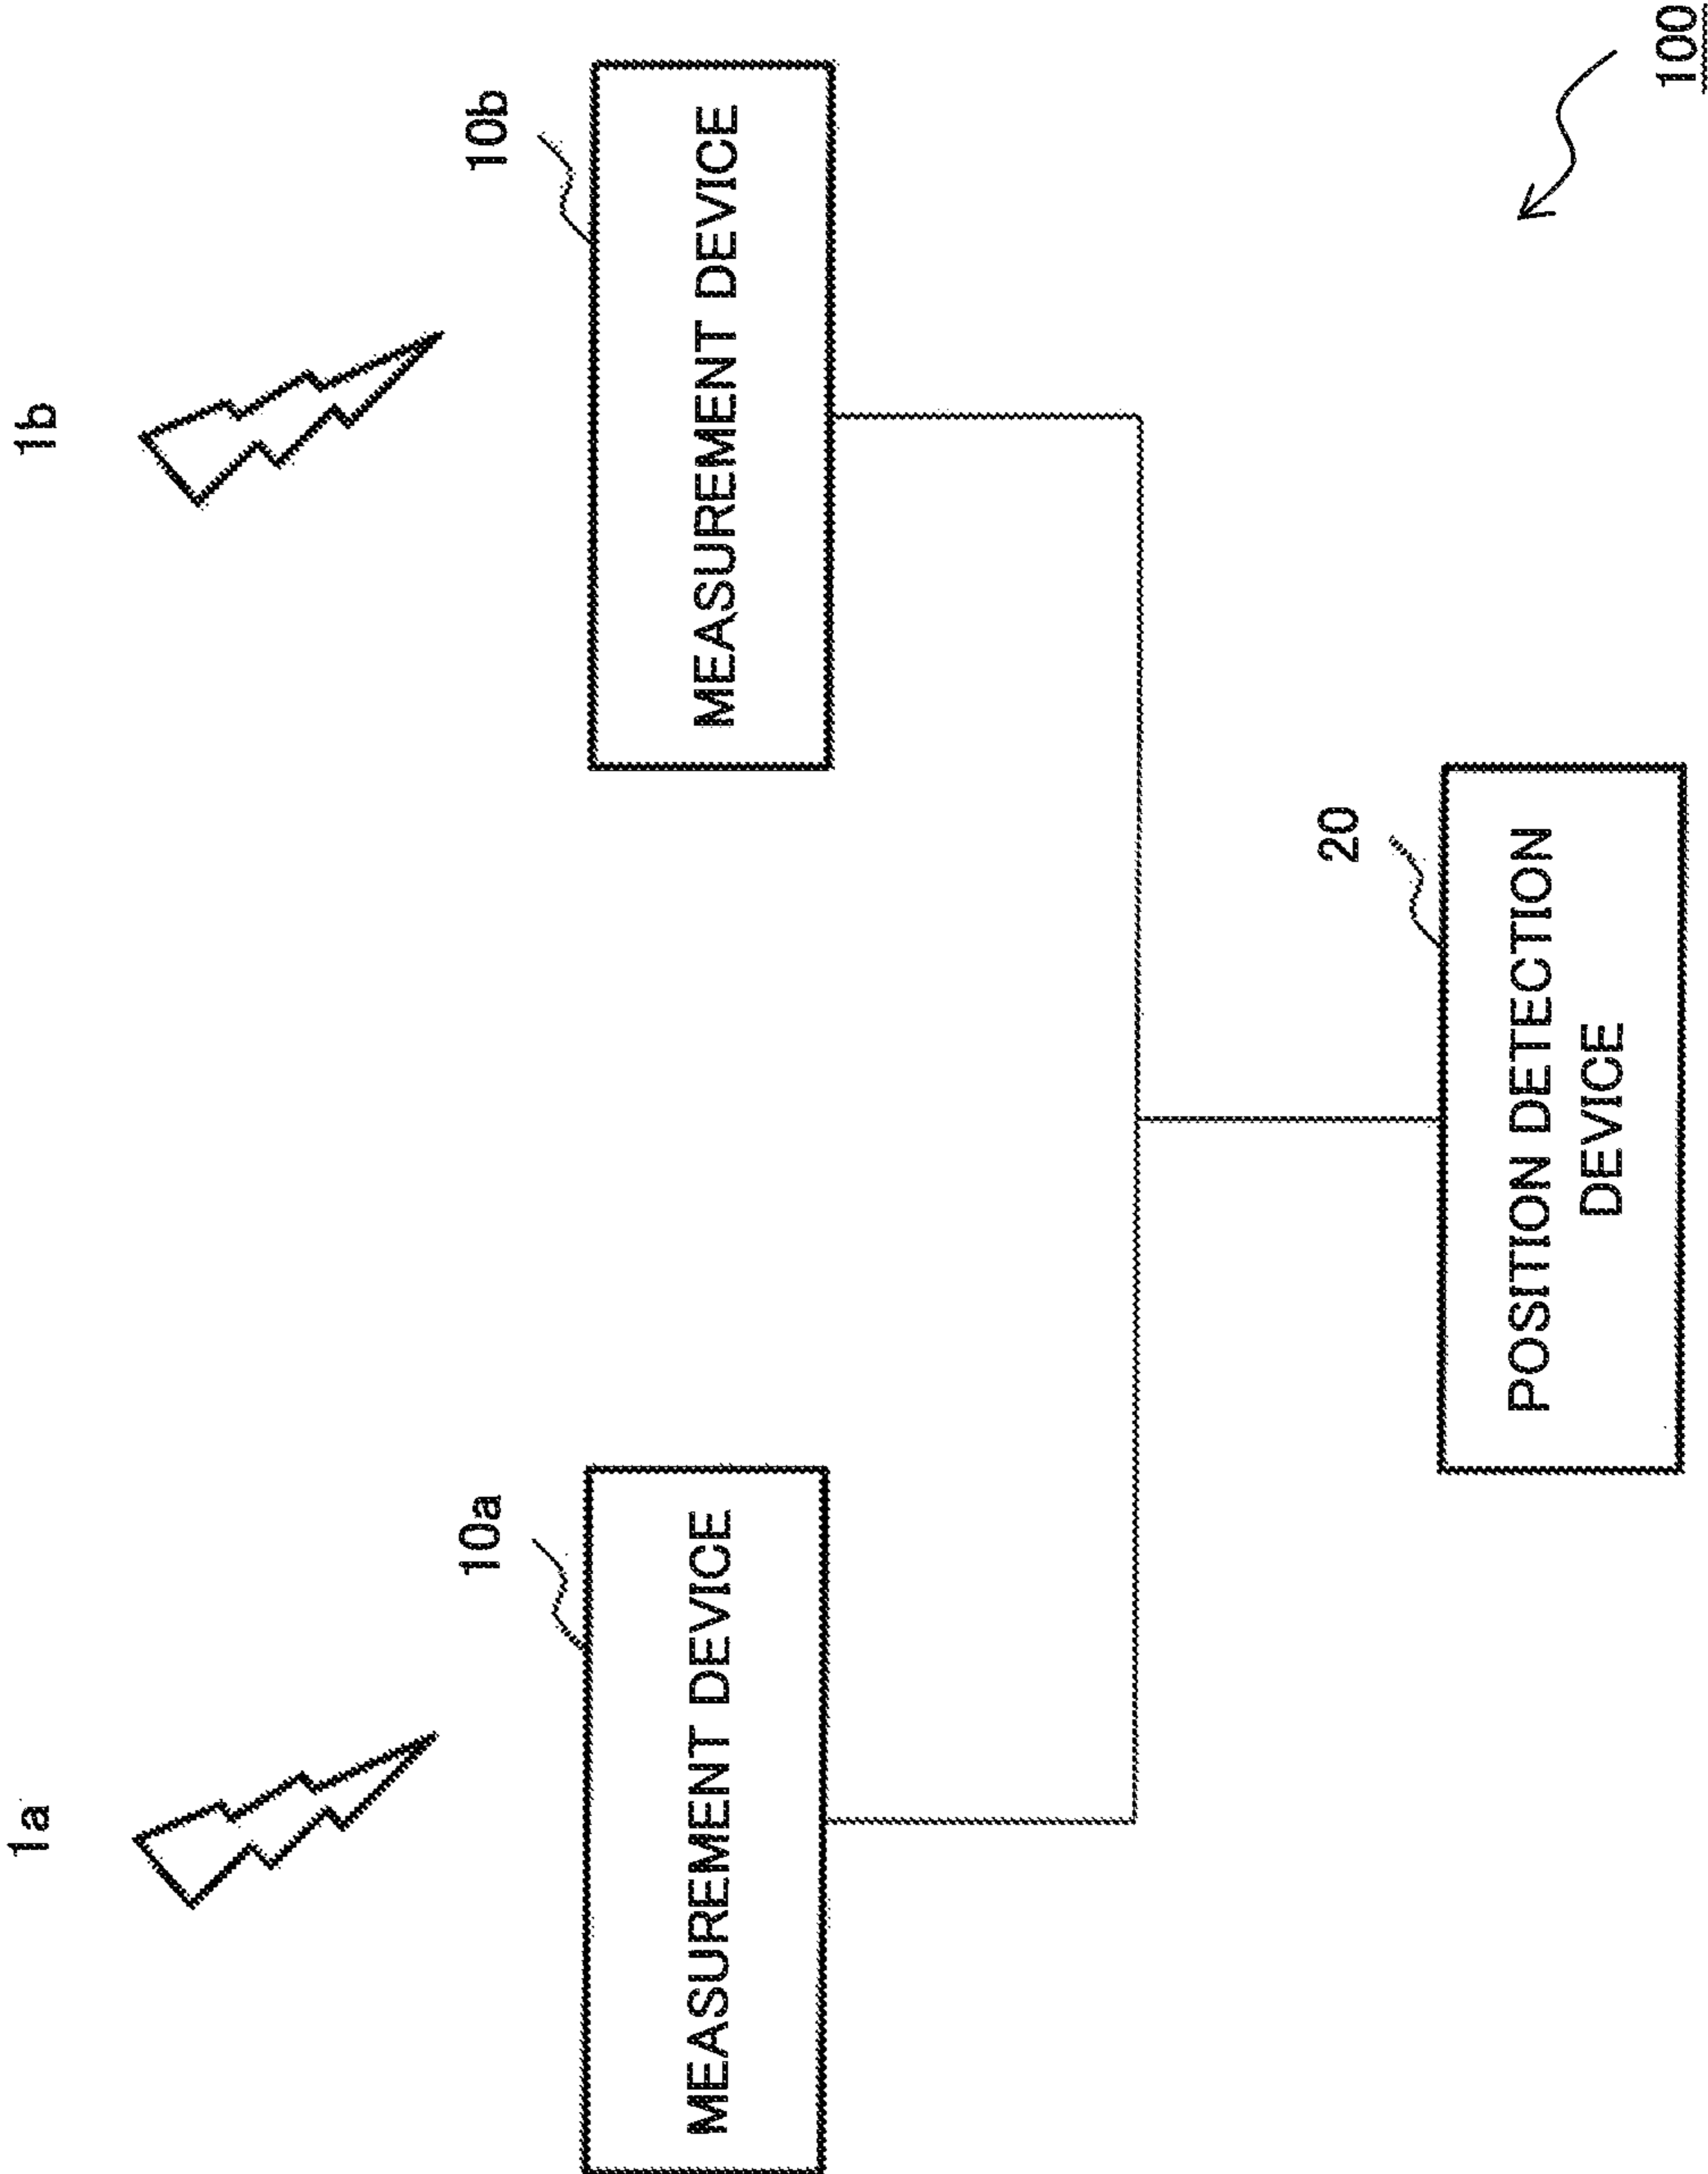 1a
1b
10a
10b
MEASUREMENT DEVICE
MEASUREMENT DEVICE
20
POSITION DETECTION
DEVICE
100